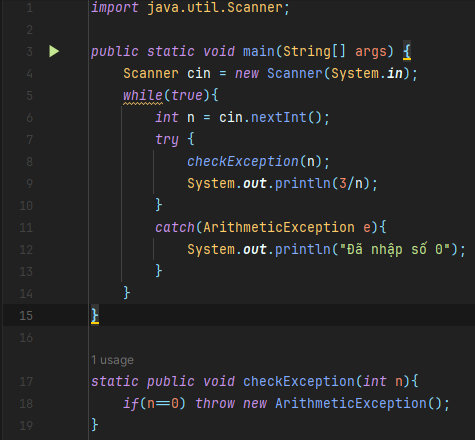 1 import java.util.Scanner;
2
3 public static void main(String[] args) {
4 Scanner cin = new Scanner(System.in);
5 while(true){
6 int n = cin.nextInt();
7 try {
8 checkException(n);
9 System.out.println(3/n);
10 }
11 catch(ArithmeticException e){
12 System.out.println("Đã nhập số 0");
13 }
14 }
15 }
16
1 usage
17 static public void checkException(int n){
18 if(n==0) throw new ArithmeticException();
19 }